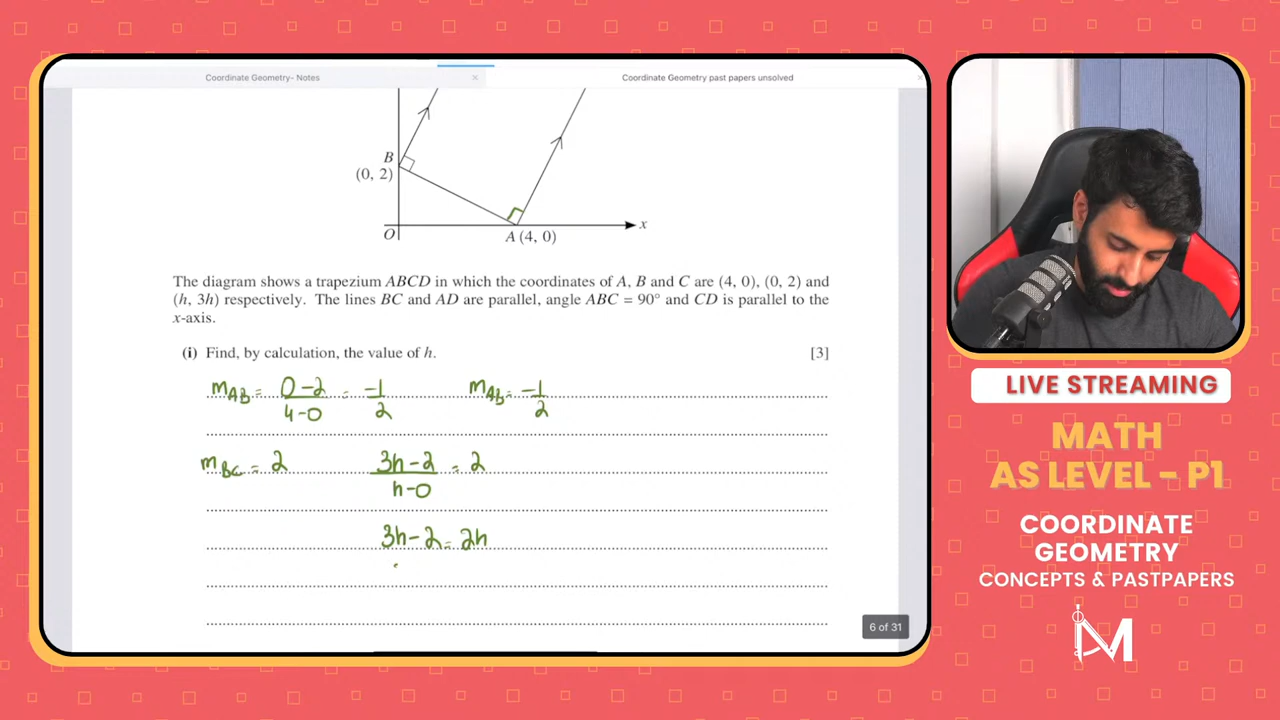 Coordinate Geometry- Notes
×
Coordinate Geometry past papers unsolved
×
B
(0, 2)
O
A (4, 0)
x
The diagram shows a trapezium ABCD in which the coordinates of A, B and C are (4, 0), (0, 2) and
(h, 3h) respectively. The lines BC and AD are parallel, angle ABC = 90° and CD is parallel to the
x-axis.
(i) Find, by calculation, the value of h.
[3]
mAB = 0-2/4-0 = -1/2
mAb = -1/2
mBC = 2
3h-2/h-0 = 2
3h-2 = 2h
6 of 31
LIVE STREAMING
MATH
AS LEVEL - P1
COORDINATE
GEOMETRY
CONCEPTS & PASTPAPERS
M